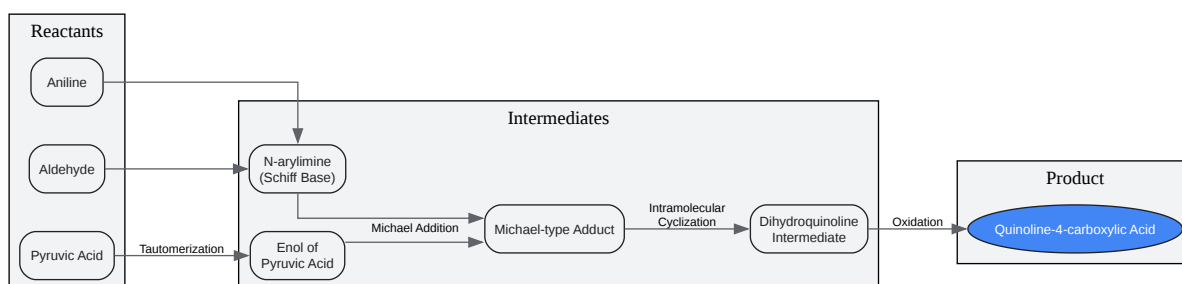 Reactants
Aniline
Aldehyde
Pyruvic Acid
Tautomerization
Intermediates
N-arylimine
(Schiff Base)
Enol of
Pyruvic Acid
Michael Addition
Michael-type Adduct
Intramolecular
Cyclization
Dihydroquinoline
Intermediate
Oxidation
Product
Quinoline-4-carboxylic Acid